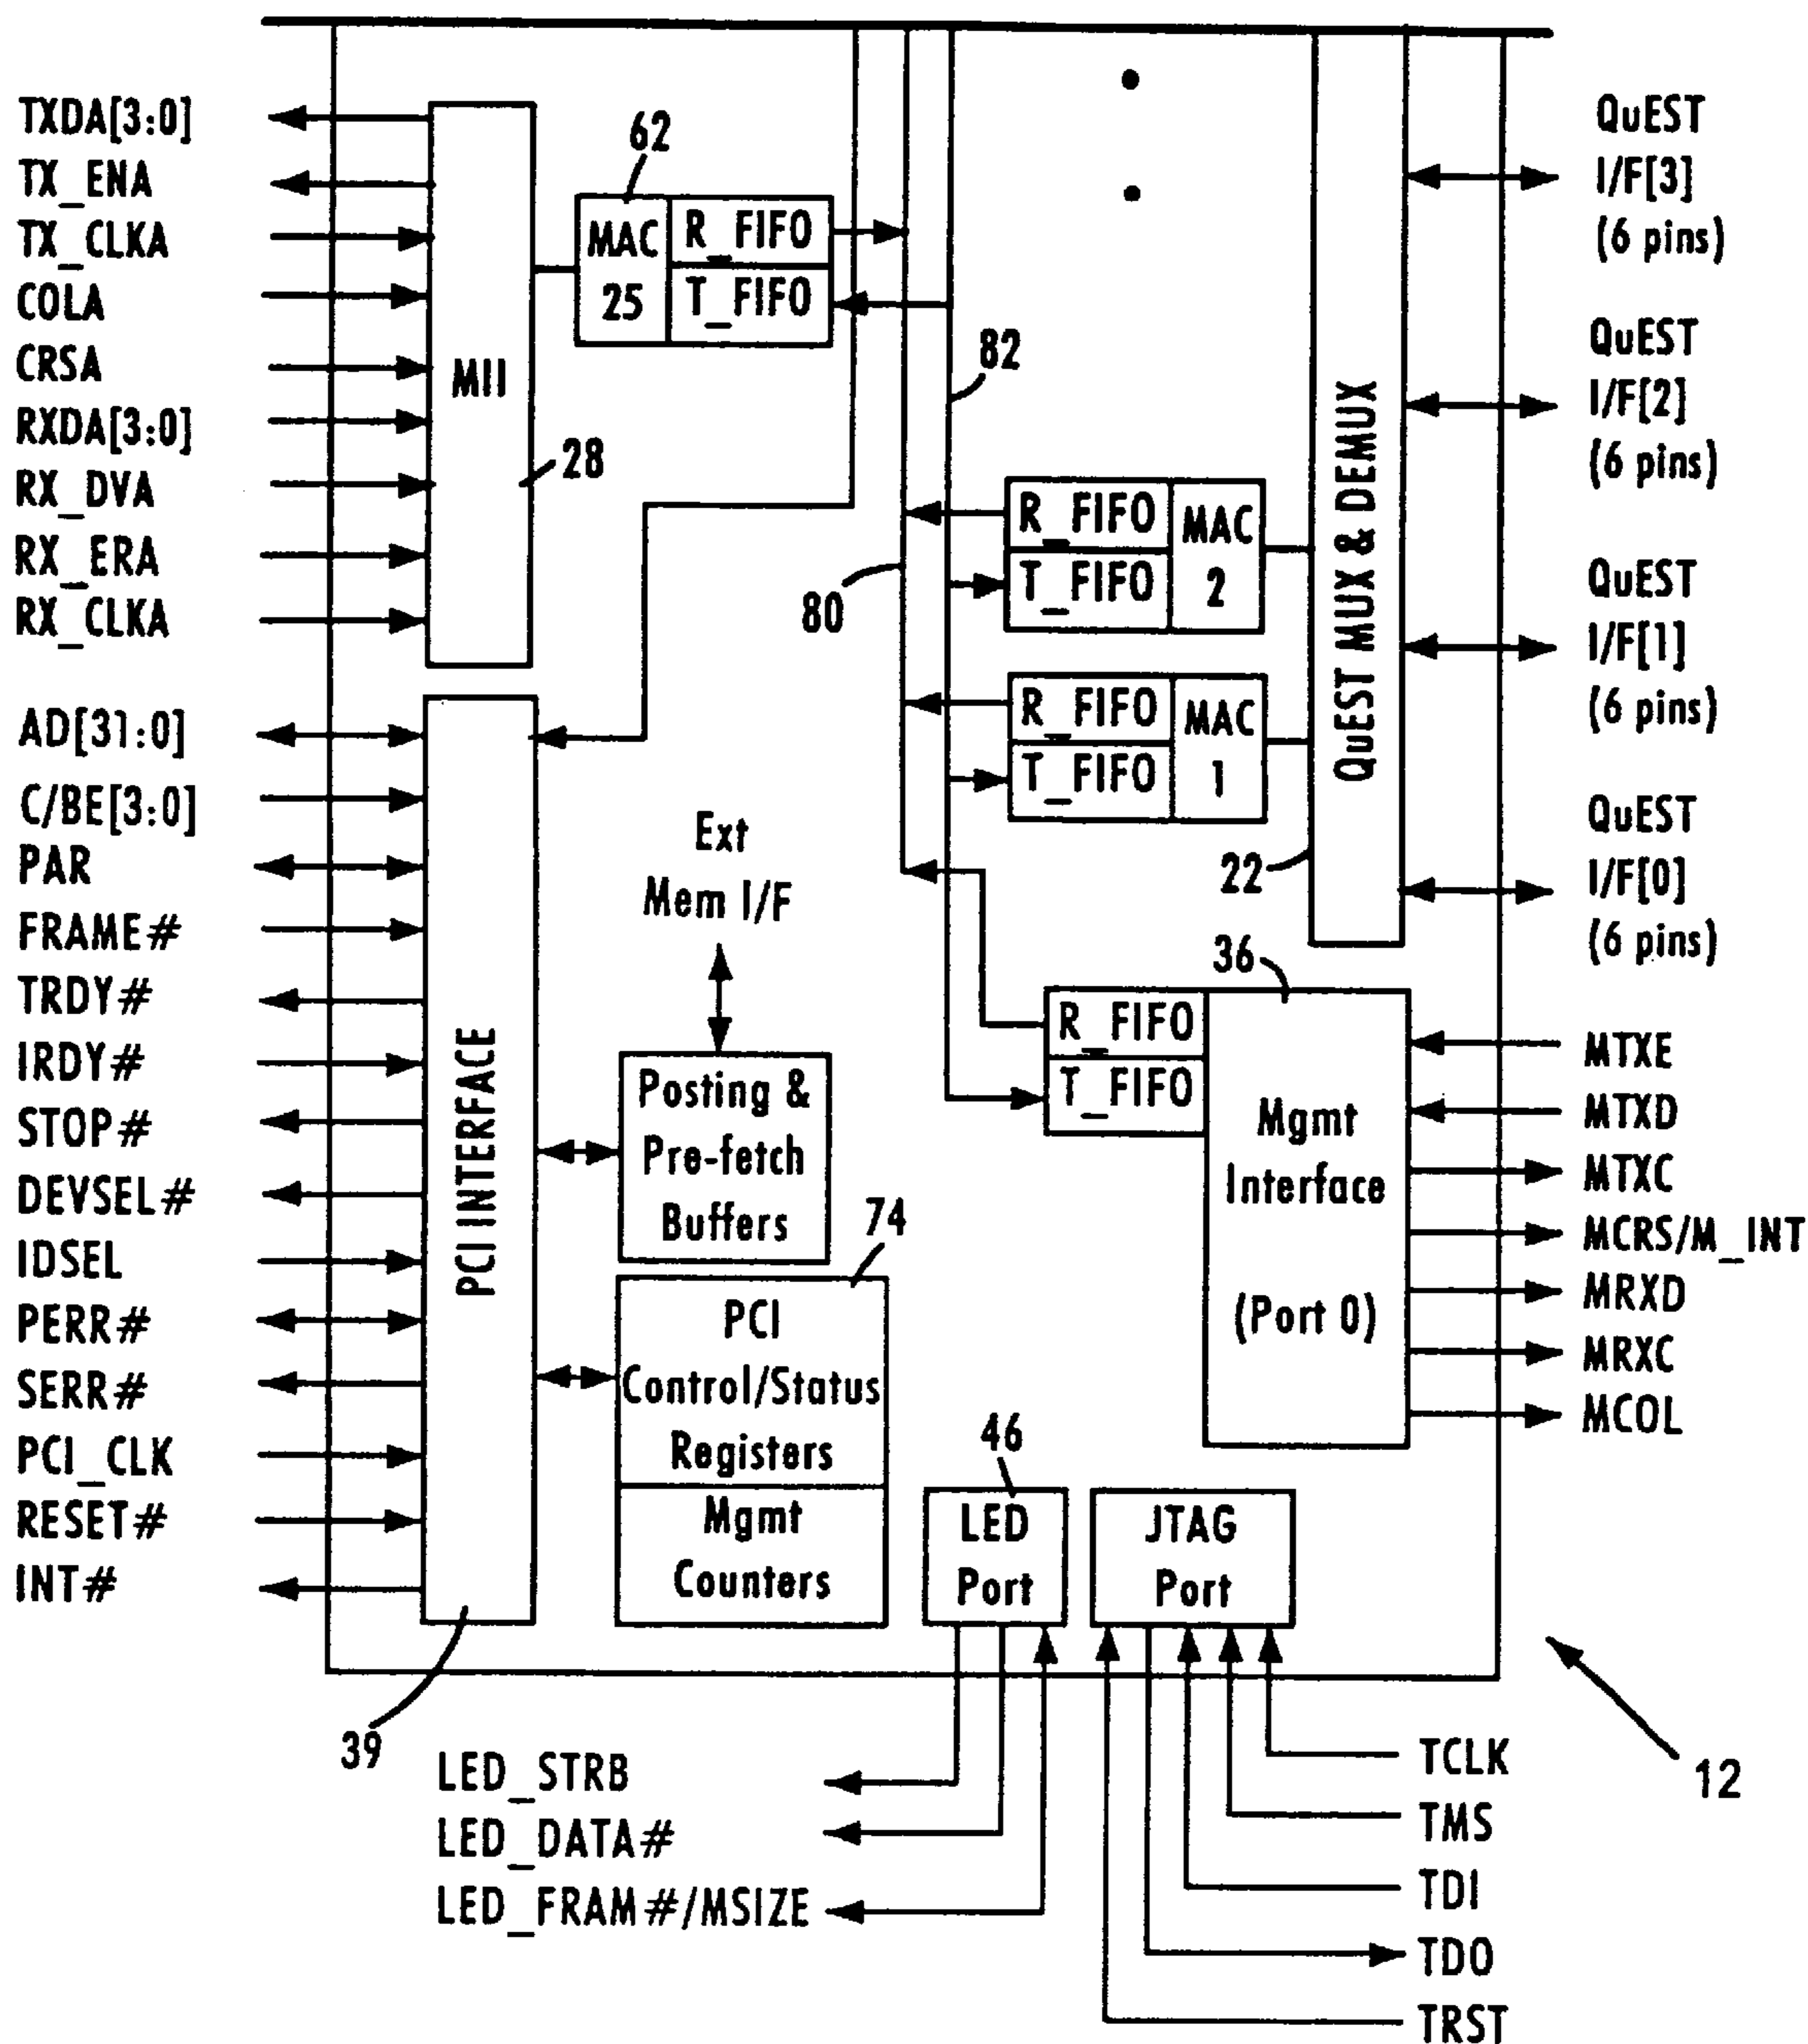 TXDA[3:0]
TX_ENA
TX_CLKA
COLA
CRSA
RXDA[3:0]
RX_DVA
RX_ERA
RX_CLKA
MII
28
62
MAC
25
R_FIFO
T_FIFO
82
80
R_FIFO
T_FIFO
MAC
2
R_FIFO
T_FIFO
MAC
1
QuEST MUX & DEMUX
22
QuEST
I/F[3]
(6 pins)
QuEST
I/F[2]
(6 pins)
QuEST
I/F[1]
(6 pins)
QuEST
I/F[0]
(6 pins)
AD[31:0]
C/BE[3:0]
PAR
FRAME#
TRDY#
IRDY#
STOP#
DEVSEL#
IDSEL
PERR#
SERR#
PCI_CLK
RESET#
INT#
PCI INTERFACE
39
Ext
Mem I/F
Posting &
Pre-fetch
Buffers
74
PCI
Control/Status
Registers
Mgmt
Counters
36
R_FIFO
T_FIFO
Mgmt
Interface
(Port 0)
MTXE
MTXD
MTXC
MCRS/M_INT
MRXD
MRXC
MCOL
46
LED
Port
JTAG
Port
LED_STRB
LED_DATA#
LED_FRAM#/MSIZE
TCLK
TMS
TDI
TDO
TRST
12